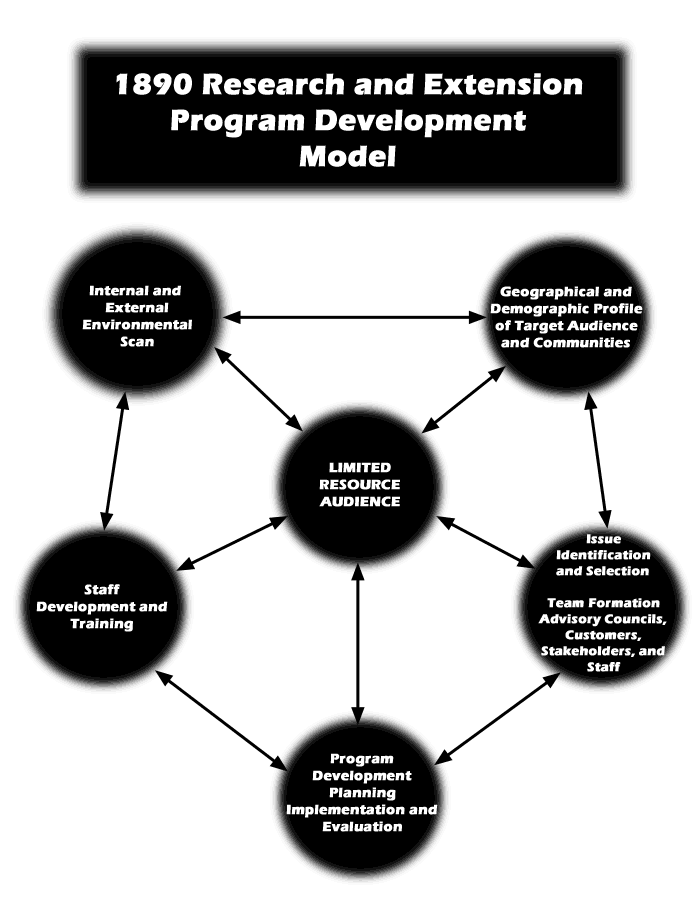 1890 Research and Extension
Program Development
Model
Internal and
External
Environmental
Scan
Geographical and
Demographic Profile
of Target Audience
and Communities
LIMITED
RESOURCE
AUDIENCE
Staff
Development and
Training
Issue
Identification
and Selection
Team Formation
Advisory Councils,
Customers,
Stakeholders, and
Staff
Program
Development
Planning
Implementation and
Evaluation